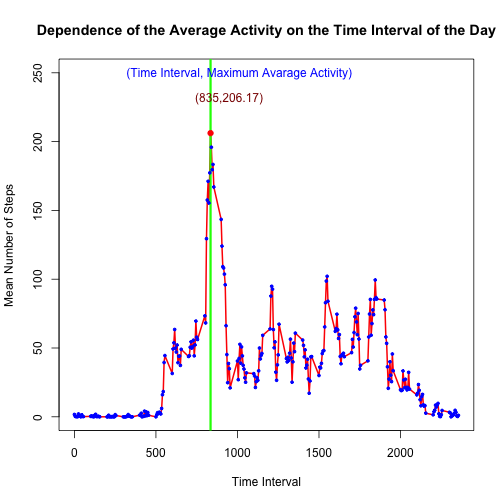 Dependence of the Average Activity on the Time Interval of the Day
(Time Interval, Maximum Avarage Activity)
(835,206.17)
Mean Number of Steps
250
200
150
100
50
0
0 500 1000 1500 2000
Time Interval